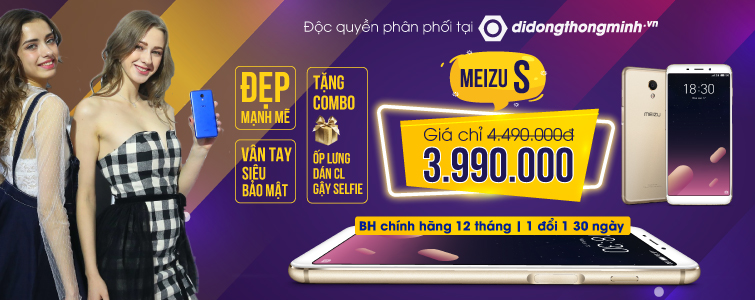 Độc quyền phân phối tại didongthongminh.vn
MEIZU S
ĐẸP
MẠNH MẼ
VÂN TAY
SIÊU
BẢO MẬT
TẶNG
COMBO
ỐP LƯNG
DÁN CL
GẬY SELFIE
Giá chỉ 4.490.000đ
3.990.000
BH chính hãng 12 tháng | 1 đổi 1 30 ngày
MEIZU
18:30